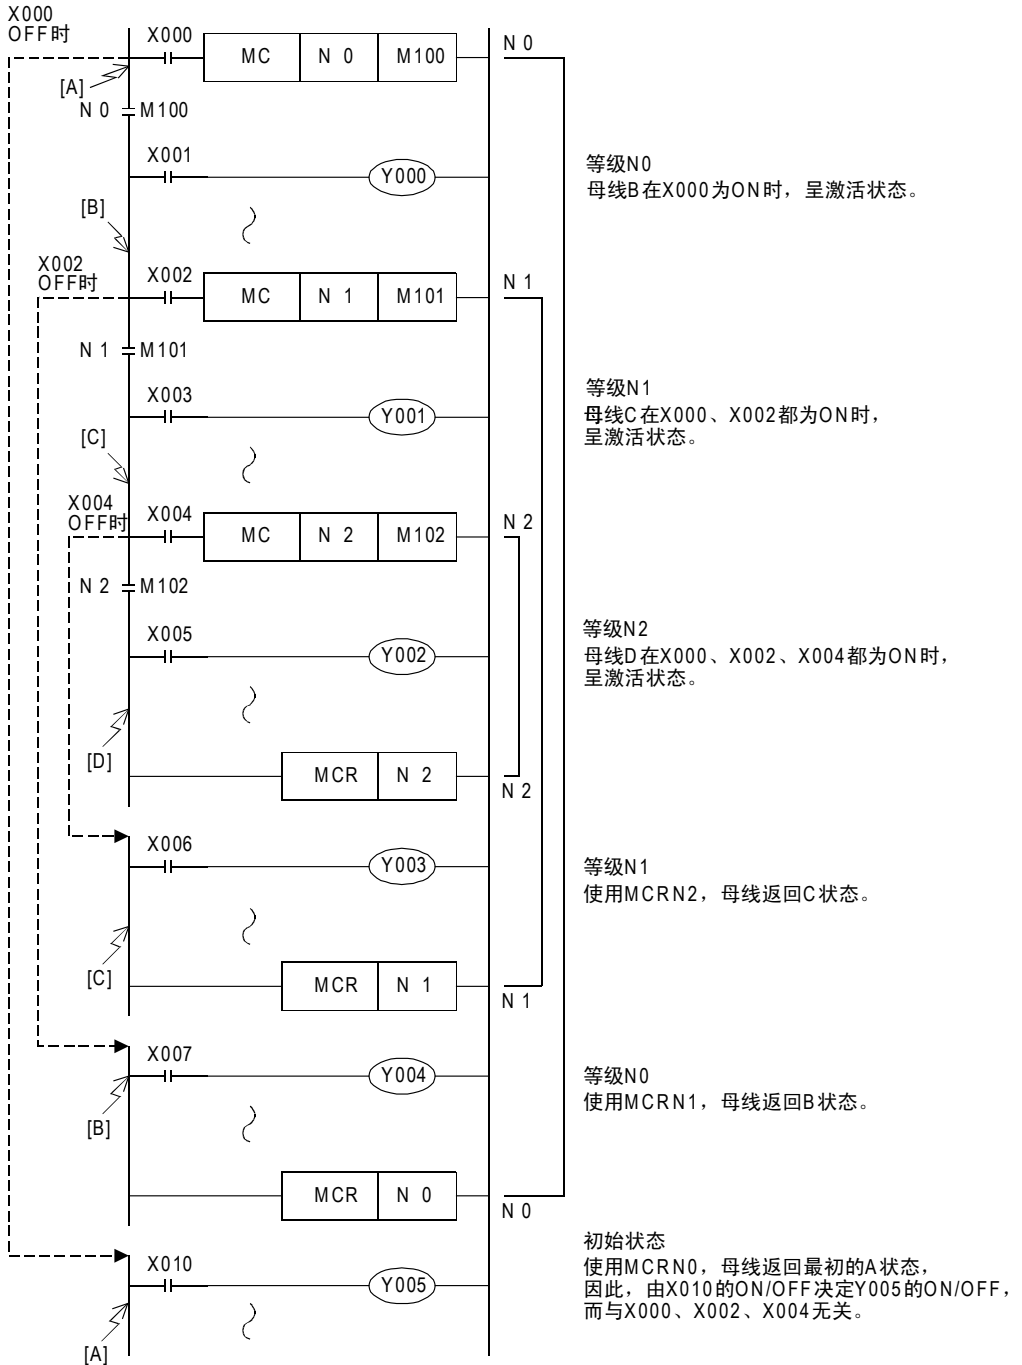 X000
OFF时
X000
MC N 0 M100
N 0
[A]
N 0 M100
X001
Y000
等级N0
母线B在X000为ON时，呈激活状态。
[B]
X002
OFF时
X002
MC N 1 M101
N 1
N 1 M101
X003
Y001
等级N1
母线C在X000、X002都为ON时，
呈激活状态。
[C]
X004
OFF时
X004
MC N 2 M102
N 2
N 2 M102
X005
Y002
等级N2
母线D在X000、X002、X004都为ON时，
呈激活状态。
[D]
MCR N 2
N 2
X006
Y003
等级N1
使用MCRN2，母线返回C状态。
[C]
MCR N 1
N 1
X007
Y004
等级N0
使用MCRN1，母线返回B状态。
[B]
MCR N 0
N 0
X010
Y005
初始状态
使用MCRN0，母线返回最初的A状态，
因此，由X010的ON/OFF决定Y005的ON/OFF，
而与X000、X002、X004无关。
[A]